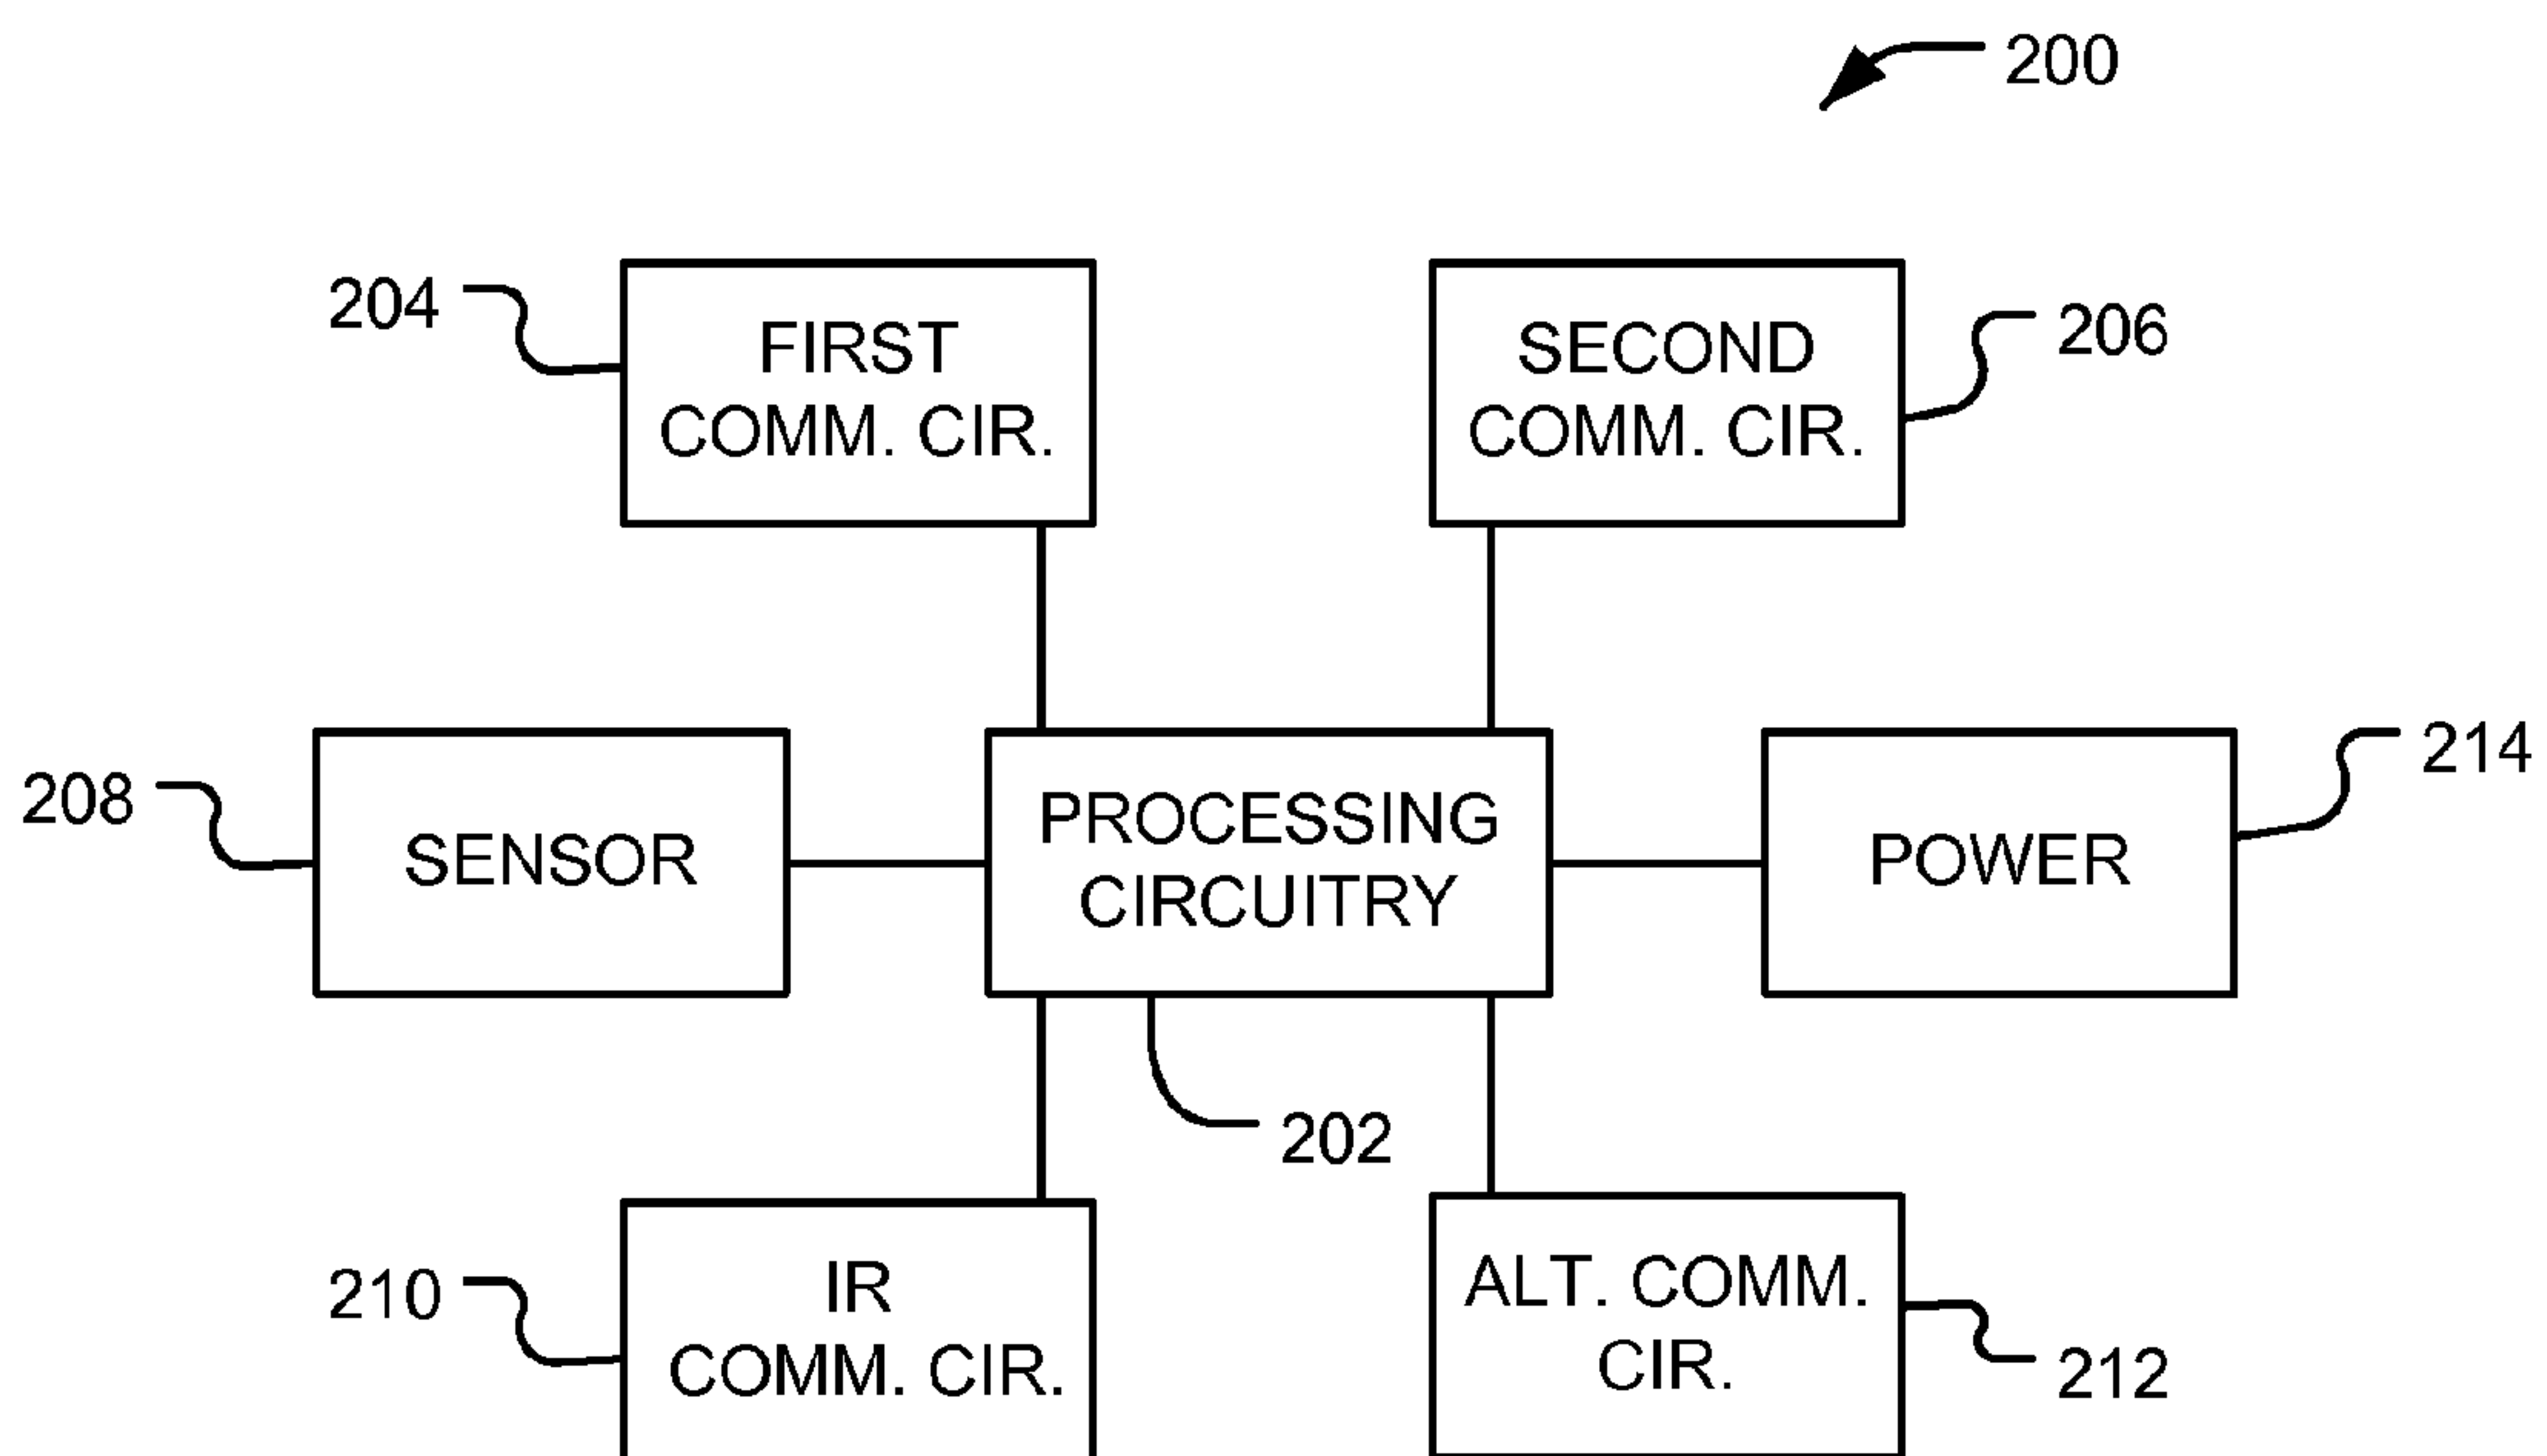 200
204
FIRST
COMM. CIR.
SECOND
COMM. CIR.
206
208
SENSOR
PROCESSING
CIRCUITRY
POWER
214
202
210
IR
COMM. CIR.
ALT. COMM.
CIR.
212